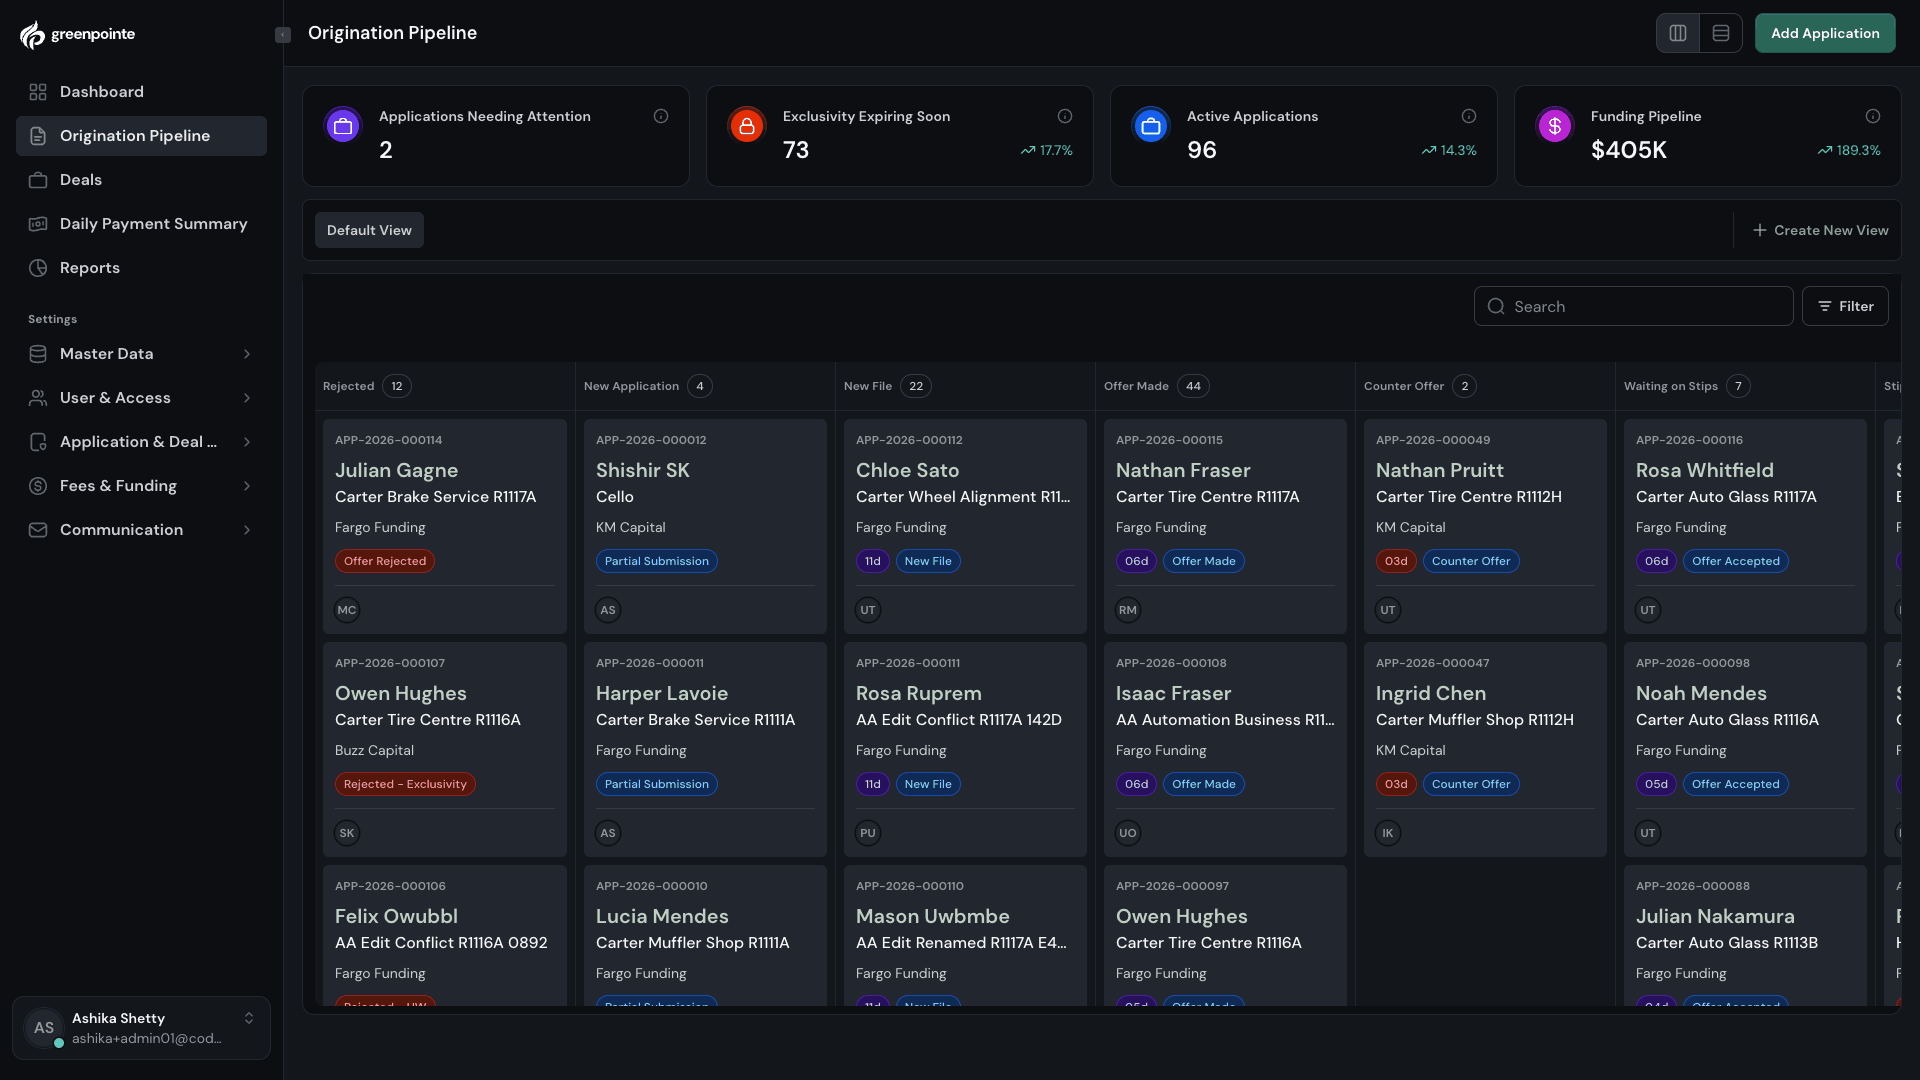 greenpointe
Dashboard
Origination Pipeline
Deals
Daily Payment Summary
Reports
Settings
Master Data
User & Access
Application & Deal ...
Fees & Funding
Communication
AS
Ashika Shetty
ashika+admin01@cod...
Origination Pipeline
Add Application
Applications Needing Attention
2
Exclusivity Expiring Soon
73
17.7%
Active Applications
96
14.3%
Funding Pipeline
$405K
189.3%
Default View
Create New View
Search
Filter
Rejected 12
APP-2026-000114
Julian Gagne
Carter Brake Service R1117A
Fargo Funding
Offer Rejected
MC
APP-2026-000107
Owen Hughes
Carter Tire Centre R1116A
Buzz Capital
Rejected - Exclusivity
SK
APP-2026-000106
Felix Owubbl
AA Edit Conflict R1116A 0892
Fargo Funding
Rejected - UW
New Application 4
APP-2026-000012
Shishir SK
Cello
KM Capital
Partial Submission
AS
APP-2026-000011
Harper Lavoie
Carter Brake Service R1111A
Fargo Funding
Partial Submission
AS
APP-2026-000010
Lucia Mendes
Carter Muffler Shop R1111A
Fargo Funding
Partial Submission
New File 22
APP-2026-000112
Chloe Sato
Carter Wheel Alignment R11...
Fargo Funding
11d New File
UT
APP-2026-000111
Rosa Ruprem
AA Edit Conflict R1117A 142D
Fargo Funding
11d New File
PU
APP-2026-000110
Mason Uwbmbe
AA Edit Renamed R1117A E4...
Fargo Funding
11d New File
Offer Made 44
APP-2026-000115
Nathan Fraser
Carter Tire Centre R1117A
Fargo Funding
06d Offer Made
RM
APP-2026-000108
Isaac Fraser
AA Automation Business R11...
Fargo Funding
06d Offer Made
UO
APP-2026-000097
Owen Hughes
Carter Tire Centre R1116A
Fargo Funding
05d Offer Made
Counter Offer 2
APP-2026-000049
Nathan Pruitt
Carter Tire Centre R1112H
KM Capital
03d Counter Offer
UT
APP-2026-000047
Ingrid Chen
Carter Muffler Shop R1112H
KM Capital
03d Counter Offer
IK
Waiting on Stips 7
APP-2026-000116
Rosa Whitfield
Carter Auto Glass R1117A
Fargo Funding
06d Offer Accepted
UT
APP-2026-000098
Noah Mendes
Carter Auto Glass R1116A
Fargo Funding
05d Offer Accepted
UT
APP-2026-000088
Julian Nakamura
Carter Auto Glass R1113B
Fargo Funding
04d Offer Accepted